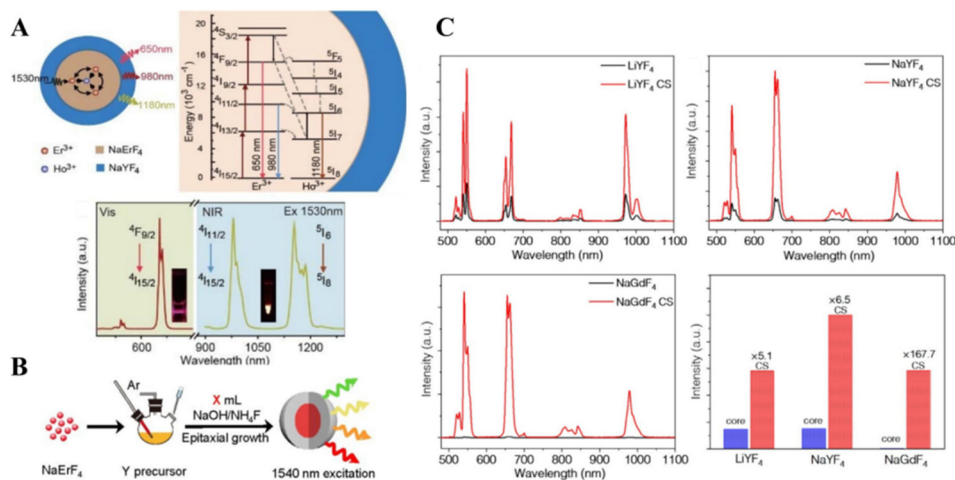 A
1530nm
650nm
980nm
1180nm
Er³⁺
NaErF₄
Ho³⁺
NaYF₄
Energy (10³ cm⁻¹)
20
16
12
8
4
0
⁴S₃/₂
⁴F₉/₂
⁴I₉/₂
⁴I₁₁/₂
⁴I₁₃/₂
⁴I₁₅/₂
650 nm
980 nm
1180 nm
⁵F₅
⁵I₄
⁵I₅
⁵I₆
⁵I₇
⁵I₈
Er³⁺
Ho³⁺
Vis
NIR
Ex 1530nm
⁴F₉/₂
⁴I₁₅/₂
⁴I₁₁/₂
⁴I₁₅/₂
⁵I₆
⁵I₈
Intensity (a.u.)
600 900 1050 1200
Wavelength (nm)
B
Ar
X mL
NaOH/NH₄F
Epitaxial growth
NaErF₄
Y precursor
1540 nm excitation
C
Intensity (a.u.)
LiYF₄
LiYF₄ CS
500 600 700 800 900 1000 1100
Wavelength (nm)
Intensity (a.u.)
NaYF₄
NaYF₄ CS
500 600 700 800 900 1000 1100
Wavelength (nm)
Intensity (a.u.)
NaGdF₄
NaGdF₄ CS
500 600 700 800 900 1000 1100
Wavelength (nm)
Intensity (a.u.)
×5.1
CS
×6.5
CS
×167.7
CS
core
core
core
LiYF₄ NaYF₄ NaGdF₄